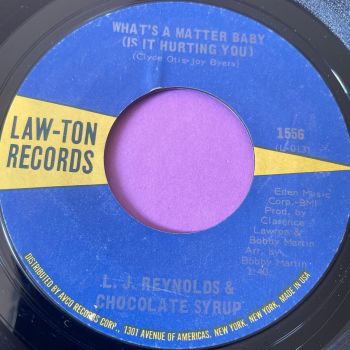 WHAT'S A MATTER BABY
(IS IT HURTING YOU)
(Clyde Otis-Joy Byers)
LAW-TON
RECORDS
1556
(L-013)
Eden Music
Corp.-BMI
Prod. by
Clarence
Lawton &
Bobby Martin
Arr. by
Bobby Martin
L. J. REYNOLDS &
CHOCOLATE SYRUP
DISTRIBUTED BY AVCO RECORDS CORP., 1301 AVENUE OF AMERICAS, NEW YORK, NEW YORK. MADE IN USA